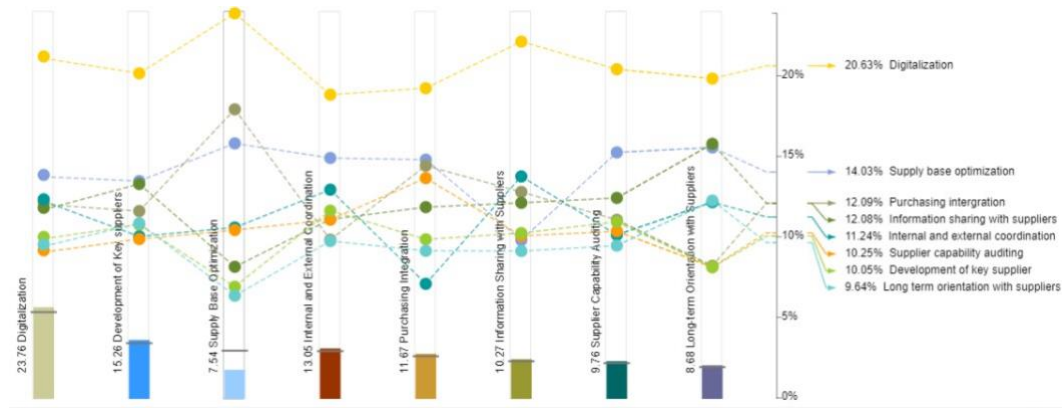 23.76 Digitalization
15.26 Development of Key suppliers
7.54 Supply Base Optimization
13.05 Internal and External Coordination
11.67 Purchasing Integration
10.27 Information Sharing with Suppliers
9.76 Supplier Capability Auditing
8.68 Long-term Orientation with Suppliers
20%
15%
10%
5%
0%
20.63% Digitalization
14.03% Supply base optimization
12.09% Purchasing intergration
12.08% Information sharing with suppliers
11.24% Internal and external coordination
10.25% Supplier capability auditing
10.05% Development of key supplier
9.64% Long term orientation with suppliers